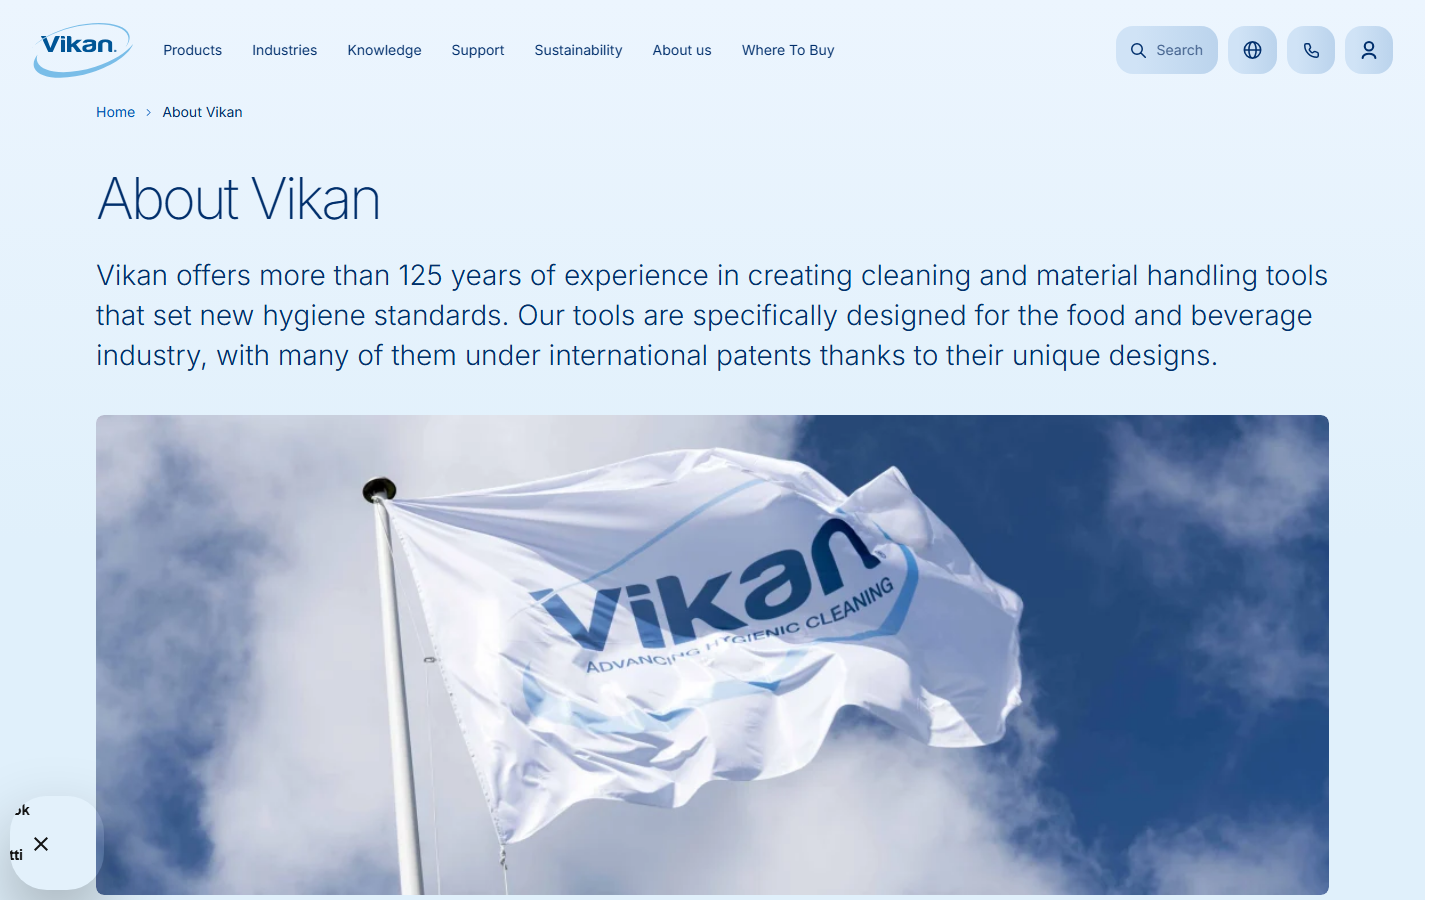 Vikan.
Products
Industries
Knowledge
Support
Sustainability
About us
Where To Buy
Search
Home
About Vikan
About Vikan
Vikan offers more than 125 years of experience in creating cleaning and material handling tools
that set new hygiene standards. Our tools are specifically designed for the food and beverage
industry, with many of them under international patents thanks to their unique designs.
Vikan
ADVANCING HYGIENIC CLEANING